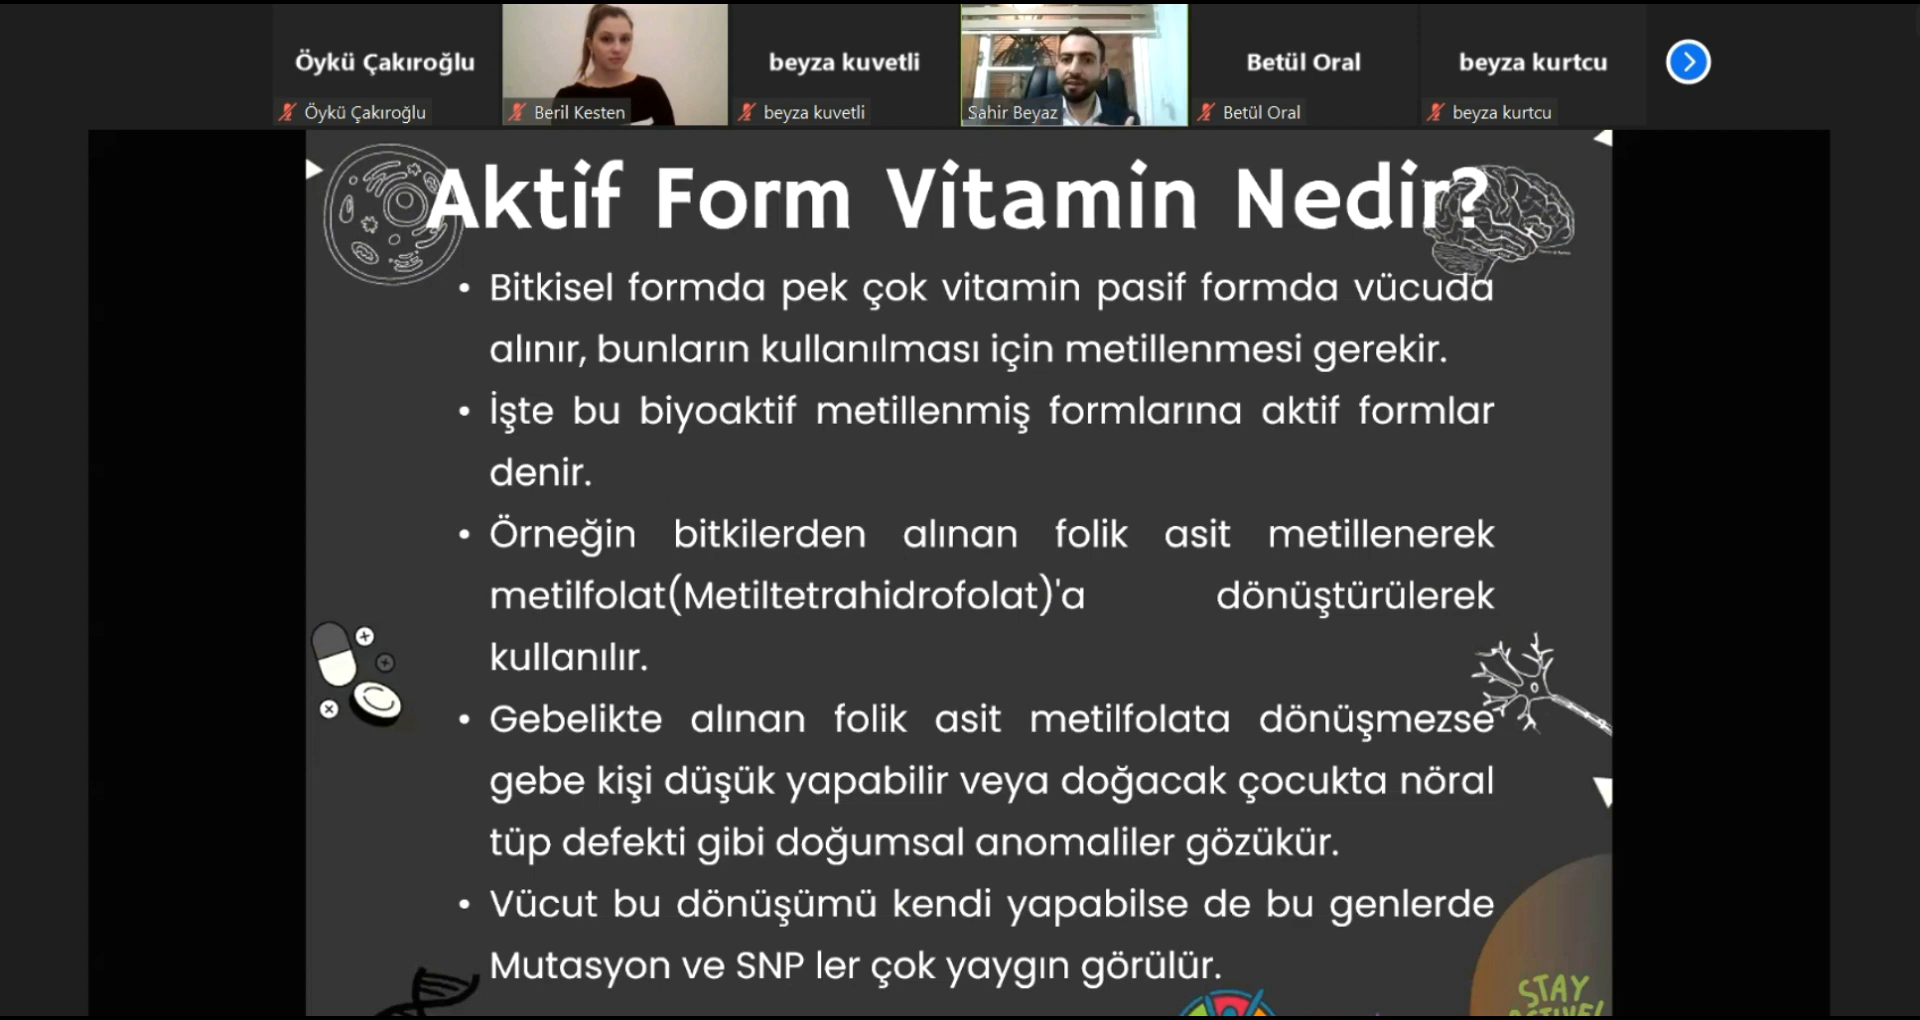 Öykü Çakıroğlu
beyza kuvetli
Betül Oral
beyza kurtcu
Öykü Çakıroğlu
Beril Kesten
beyza kuvetli
Sahir Beyaz
Betül Oral
beyza kurtcu
Aktif Form Vitamin Nedir?
• Bitkisel formda pek çok vitamin pasif formda vücuda
alınır, bunların kullanılması için metillenmesi gerekir.
• İşte bu biyoaktif metillenmiş formlarına aktif formlar
denir.
• Örneğin bitkilerden alınan folik asit metillenerek
metilfolat(Metiltetrahidrofolat)'a dönüştürülerek
kullanılır.
• Gebelikte alınan folik asit metilfolata dönüşmezse
gebe kişi düşük yapabilir veya doğacak çocukta nöral
tüp defekti gibi doğumsal anomaliler gözükür.
• Vücut bu dönüşümü kendi yapabilse de bu genlerde
Mutasyon ve SNP ler çok yaygın görülür.
STAY
ACTIVE!